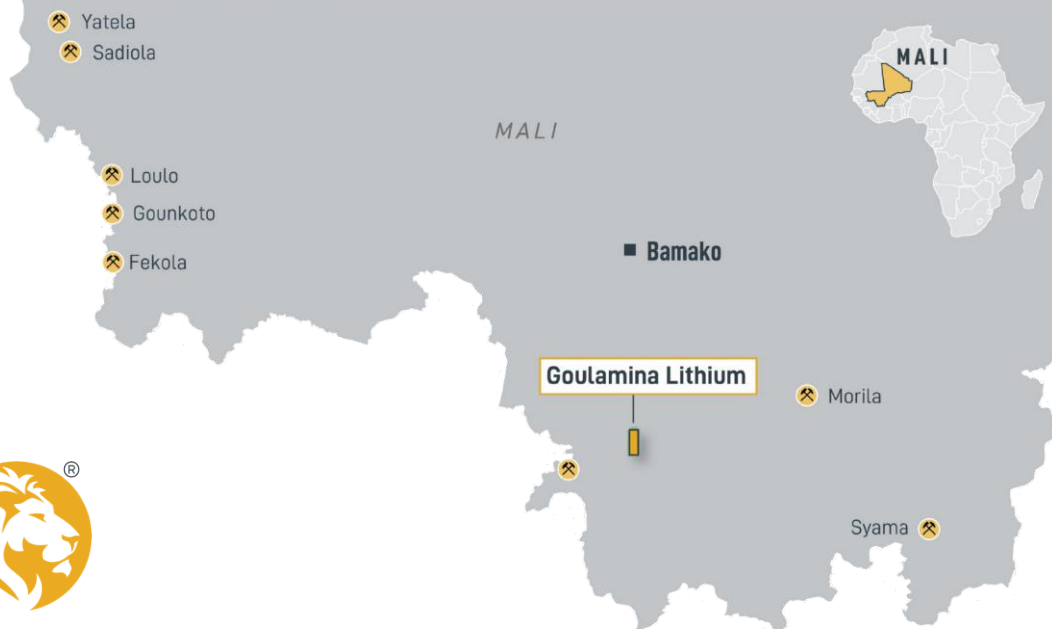 Yatela
Sadiola
MALI
MALI
Loulo
Gounkoto
Bamako
Fekola
Goulamina Lithium
Morila
®
Syama